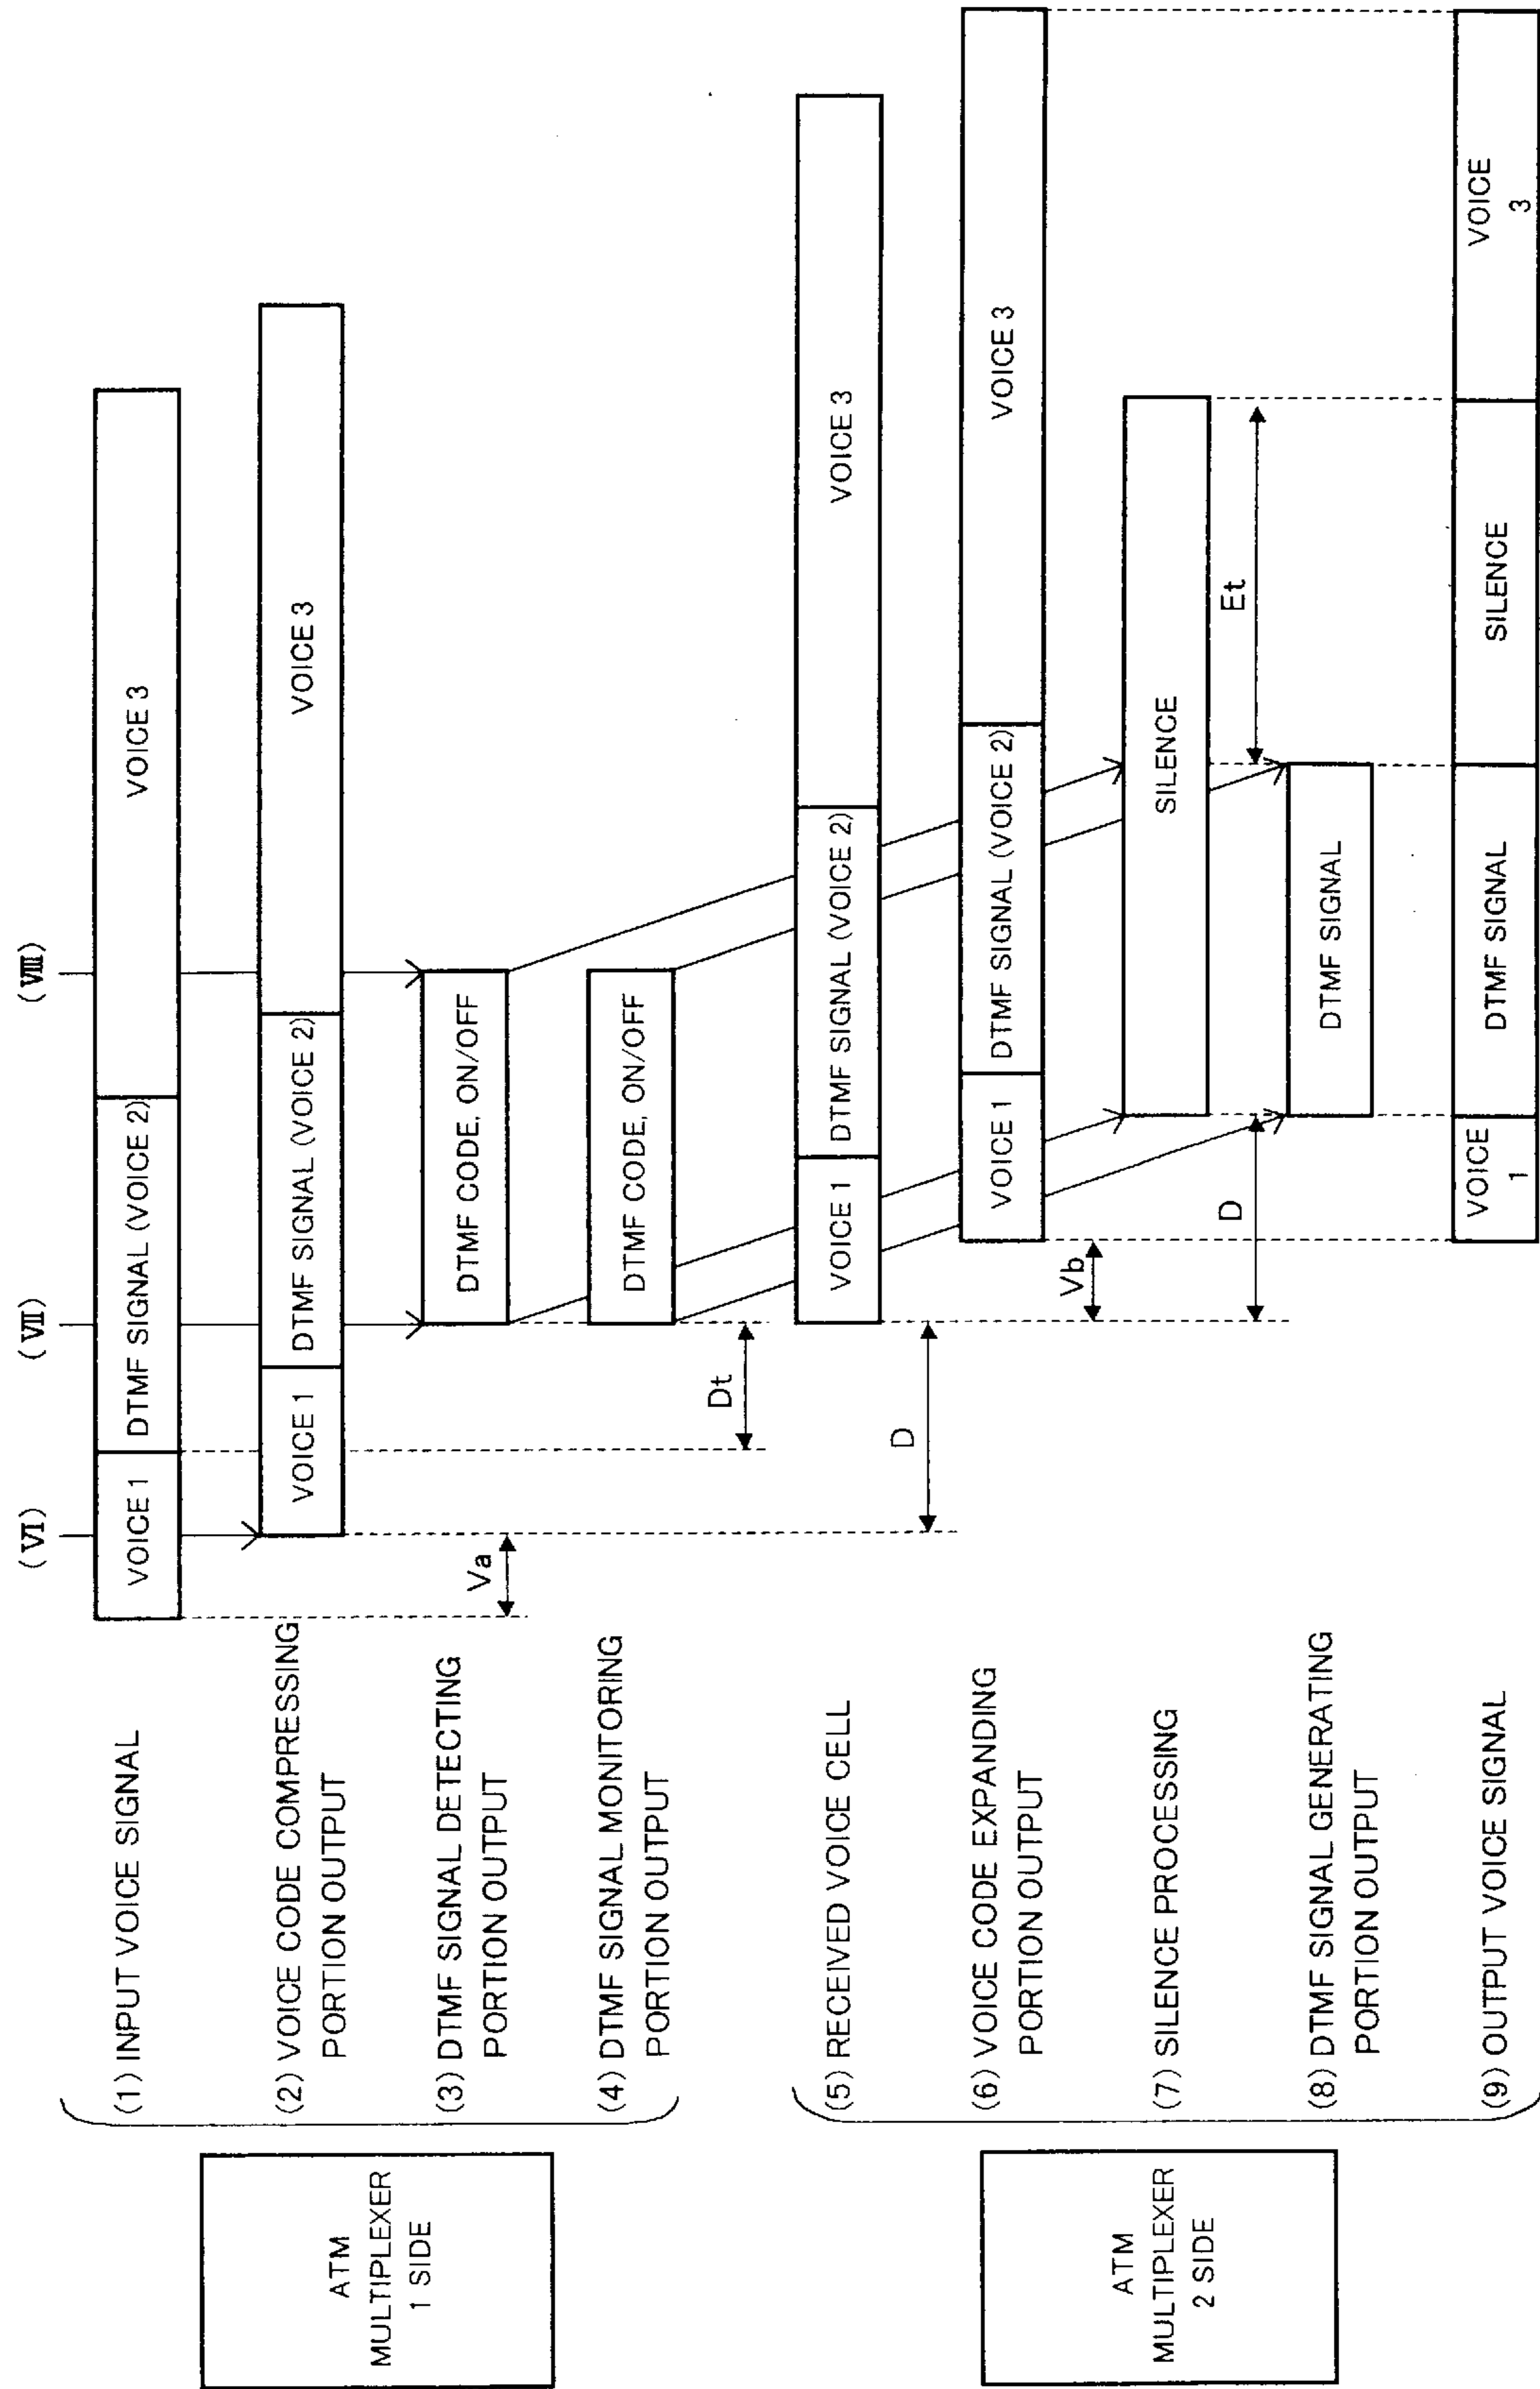 (VI)
(VII)
(VIII)
ATM
MULTIPLEXER
1 SIDE
(1) INPUT VOICE SIGNAL
VOICE 1
DTMF SIGNAL (VOICE 2)
VOICE 3
(2) VOICE CODE COMPRESSING
PORTION OUTPUT
VOICE 1
DTMF SIGNAL (VOICE 2)
VOICE 3
Va
(3) DTMF SIGNAL DETECTING
PORTION OUTPUT
DTMF CODE, ON/OFF
(4) DTMF SIGNAL MONITORING
PORTION OUTPUT
DTMF CODE, ON/OFF
Dt
ATM
MULTIPLEXER
2 SIDE
(5) RECEIVED VOICE CELL
VOICE 1
DTMF SIGNAL (VOICE 2)
VOICE 3
D
(6) VOICE CODE EXPANDING
PORTION OUTPUT
VOICE 1
DTMF SIGNAL (VOICE 2)
VOICE 3
Vb
(7) SILENCE PROCESSING
SILENCE
D
Et
(8) DTMF SIGNAL GENERATING
PORTION OUTPUT
DTMF SIGNAL
(9) OUTPUT VOICE SIGNAL
VOICE
1
DTMF SIGNAL
SILENCE
VOICE
3